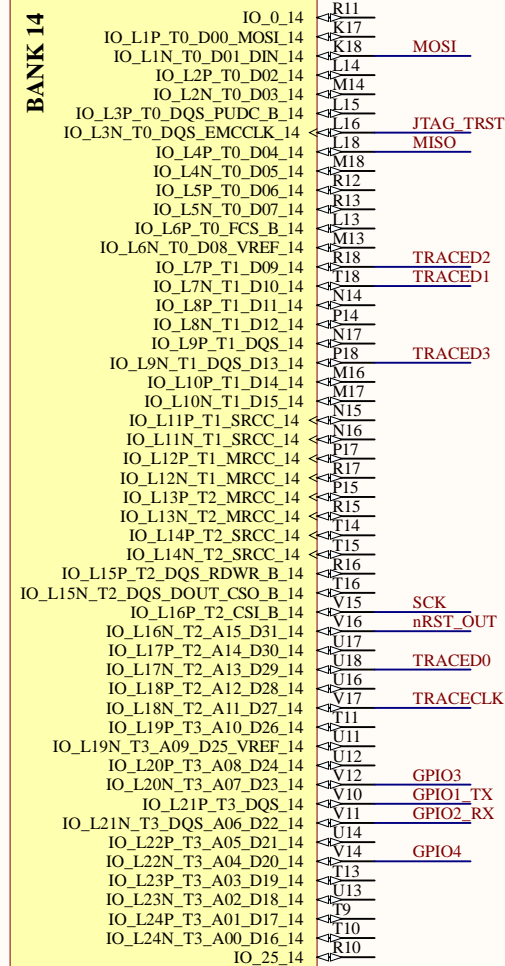 BANK 14
IO_0_14 R11
IO_L1P_T0_D00_MOSI_14 K17
IO_L1N_T0_D01_DIN_14 K18 MOSI
IO_L2P_T0_D02_14 L14
IO_L2N_T0_D03_14 M14
IO_L3P_T0_DQS_PUDC_B_14 L15
IO_L3N_T0_DQS_EMCCLK_14 L16 JTAG_TRST
IO_L4P_T0_D04_14 L18 MISO
IO_L4N_T0_D05_14 M18
IO_L5P_T0_D06_14 R12
IO_L5N_T0_D07_14 R13
IO_L6P_T0_FCS_B_14 L13
IO_L6N_T0_D08_VREF_14 M13
IO_L7P_T1_D09_14 R18 TRACED2
IO_L7N_T1_D10_14 T18 TRACED1
IO_L8P_T1_D11_14 N14
IO_L8N_T1_D12_14 P14
IO_L9P_T1_DQS_14 N17
IO_L9N_T1_DQS_D13_14 P18 TRACED3
IO_L10P_T1_D14_14 M16
IO_L10N_T1_D15_14 M17
IO_L11P_T1_SRCC_14 N15
IO_L11N_T1_SRCC_14 N16
IO_L12P_T1_MRCC_14 P17
IO_L12N_T1_MRCC_14 R17
IO_L13P_T2_MRCC_14 P15
IO_L13N_T2_MRCC_14 R15
IO_L14P_T2_SRCC_14 T14
IO_L14N_T2_SRCC_14 T15
IO_L15P_T2_DQS_RDWR_B_14 R16
IO_L15N_T2_DQS_DOUT_CSO_B_14 T16
IO_L16P_T2_CSI_B_14 V15 SCK
IO_L16N_T2_A15_D31_14 V16 nRST_OUT
IO_L17P_T2_A14_D30_14 U17
IO_L17N_T2_A13_D29_14 U18 TRACED0
IO_L18P_T2_A12_D28_14 U16
IO_L18N_T2_A11_D27_14 V17 TRACECLK
IO_L19P_T3_A10_D26_14 T11
IO_L19N_T3_A09_D25_VREF_14 U11
IO_L20P_T3_A08_D24_14 U12
IO_L20N_T3_A07_D23_14 V12 GPIO3
IO_L21P_T3_DQS_14 V10 GPIO1_TX
IO_L21N_T3_DQS_A06_D22_14 V11 GPIO2_RX
IO_L22P_T3_A05_D21_14 U14
IO_L22N_T3_A04_D20_14 V14 GPIO4
IO_L23P_T3_A03_D19_14 T13
IO_L23N_T3_A02_D18_14 U13
IO_L24P_T3_A01_D17_14 T9
IO_L24N_T3_A00_D16_14 T10
IO_25_14 R10